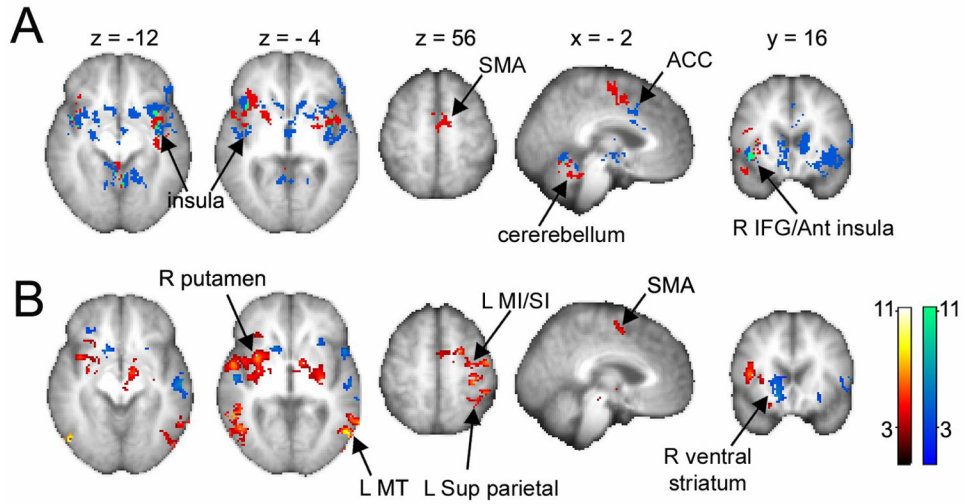 A
z = -12
z = - 4
z = 56
x = - 2
y = 16
SMA
ACC
insula
cererebellum
R IFG/Ant insula
B
R putamen
L MI/SI
SMA
11
11
3
3
L MT
L Sup parietal
R ventral
striatum